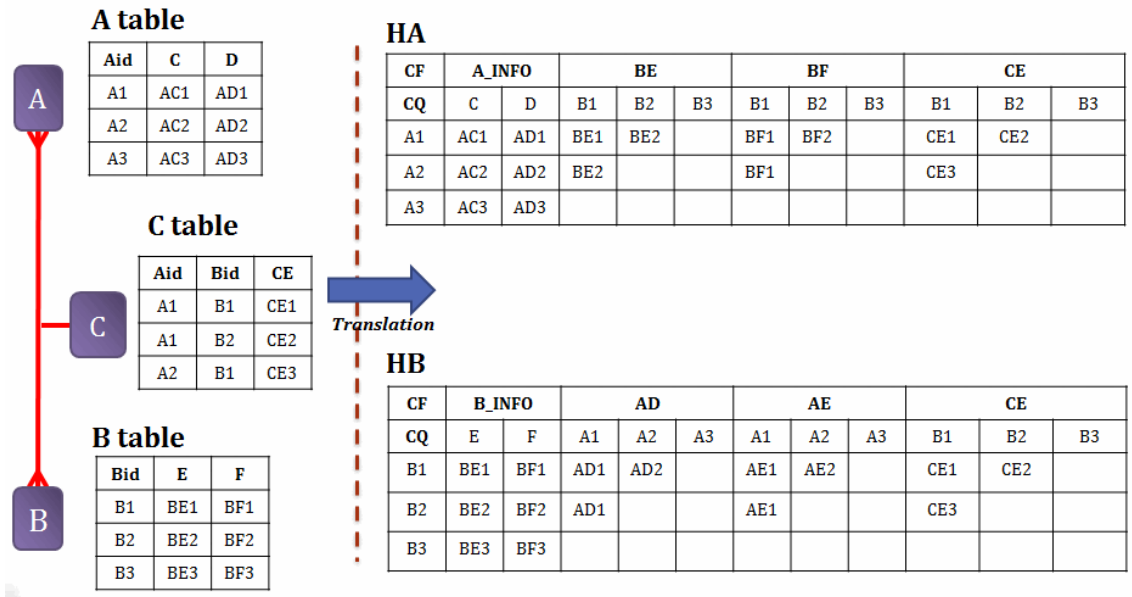 A table
Aid C D
A1 AC1 AD1
A2 AC2 AD2
A3 AC3 AD3
A
C table
Aid Bid CE
A1 B1 CE1
A1 B2 CE2
A2 B1 CE3
C
B table
Bid E F
B1 BE1 BF1
B2 BE2 BF2
B3 BE3 BF3
B
Translation
HA
CF A_INFO BE BF CE
CQ C D B1 B2 B3 B1 B2 B3 B1 B2 B3
A1 AC1 AD1 BE1 BE2 BF1 BF2 CE1 CE2
A2 AC2 AD2 BE2 BF1 CE3
A3 AC3 AD3
HB
CF B_INFO AD AE CE
CQ E F A1 A2 A3 A1 A2 A3 B1 B2 B3
B1 BE1 BF1 AD1 AD2 AE1 AE2 CE1 CE2
B2 BE2 BF2 AD1 AE1 CE3
B3 BE3 BF3